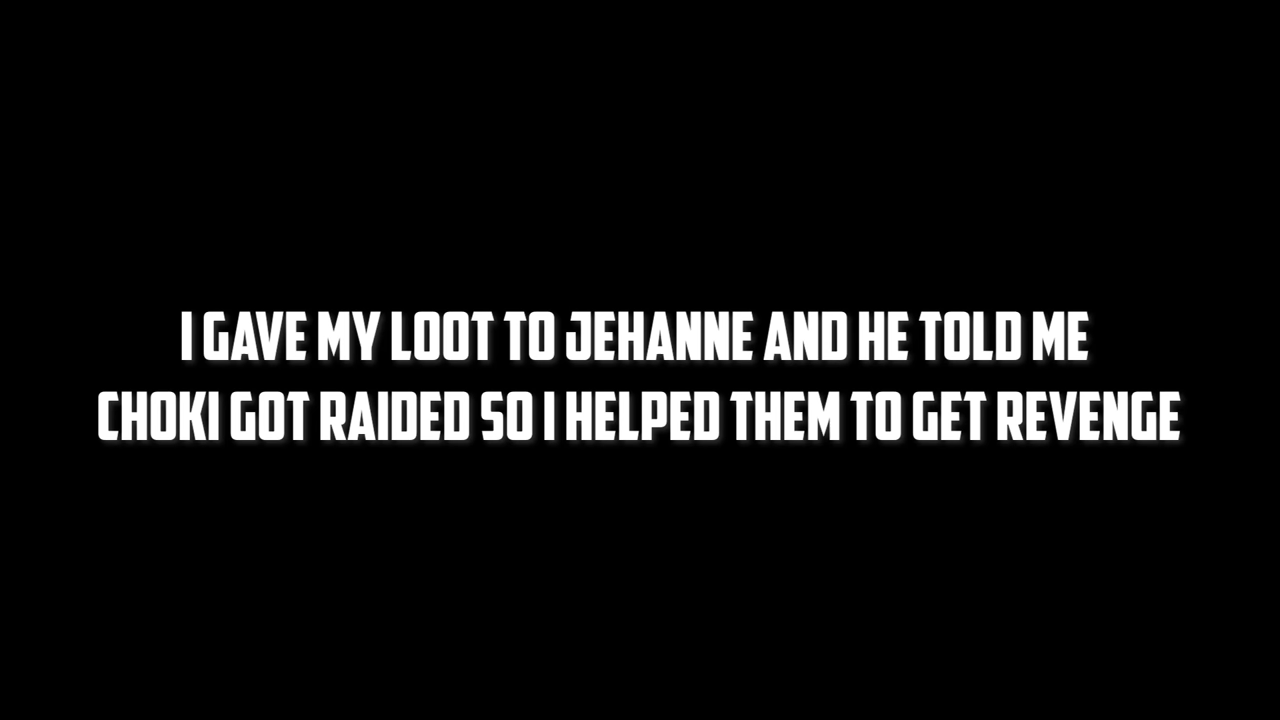 I GAVE MY LOOT TO JEHANNE AND HE TOLD ME
CHOKI GOT RAIDED SO I HELPED THEM TO GET REVENGE